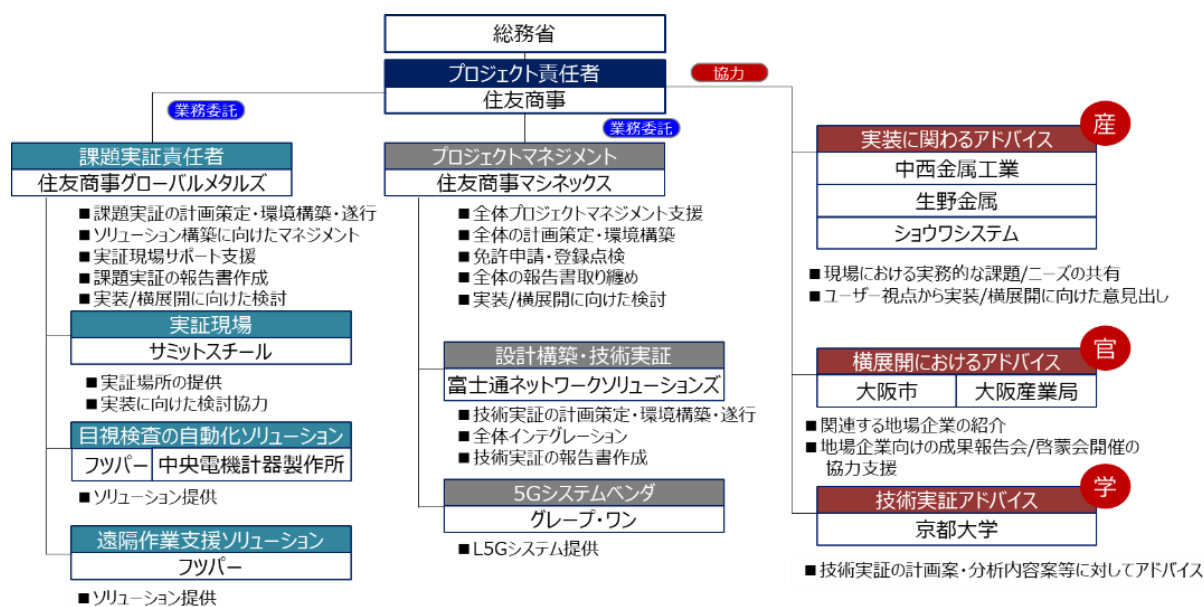 総務省
プロジェクト責任者
住友商事
協力
業務委託
業務委託
課題実証責任者
住友商事グローバルメタルズ
■課題実証の計画策定・環境構築・遂行
■ソリューション構築に向けたマネジメント
■実証現場サポート支援
■課題実証の報告書作成
■実装/横展開に向けた検討
実証現場
サミットスチール
■実証場所の提供
■実装に向けた検討協力
目視検査の自動化ソリューション
フツパー 中央電機計器製作所
■ソリューション提供
遠隔作業支援ソリューション
フツパー
■ソリューション提供
プロジェクトマネジメント
住友商事マシネックス
■全体プロジェクトマネジメント支援
■全体の計画策定・環境構築
■免許申請・登録点検
■全体の報告書取り纏め
■実装/横展開に向けた検討
設計構築・技術実証
富士通ネットワークソリューションズ
■技術実証の計画策定・環境構築・遂行
■全体インテグレーション
■技術実証の報告書作成
5Gシステムベンダ
グレープ・ワン
■L5Gシステム提供
産
実装に関わるアドバイス
中西金属工業
生野金属
ショウワシステム
■現場における実務的な課題/ニーズの共有
■ユーザー視点から実装/横展開に向けた意見出し
官
横展開におけるアドバイス
大阪市 大阪産業局
■関連する地場企業の紹介
■地場企業向けの成果報告会/啓蒙会開催の
協力支援
学
技術実証アドバイス
京都大学
■技術実証の計画案・分析内容案等に対してアドバイス